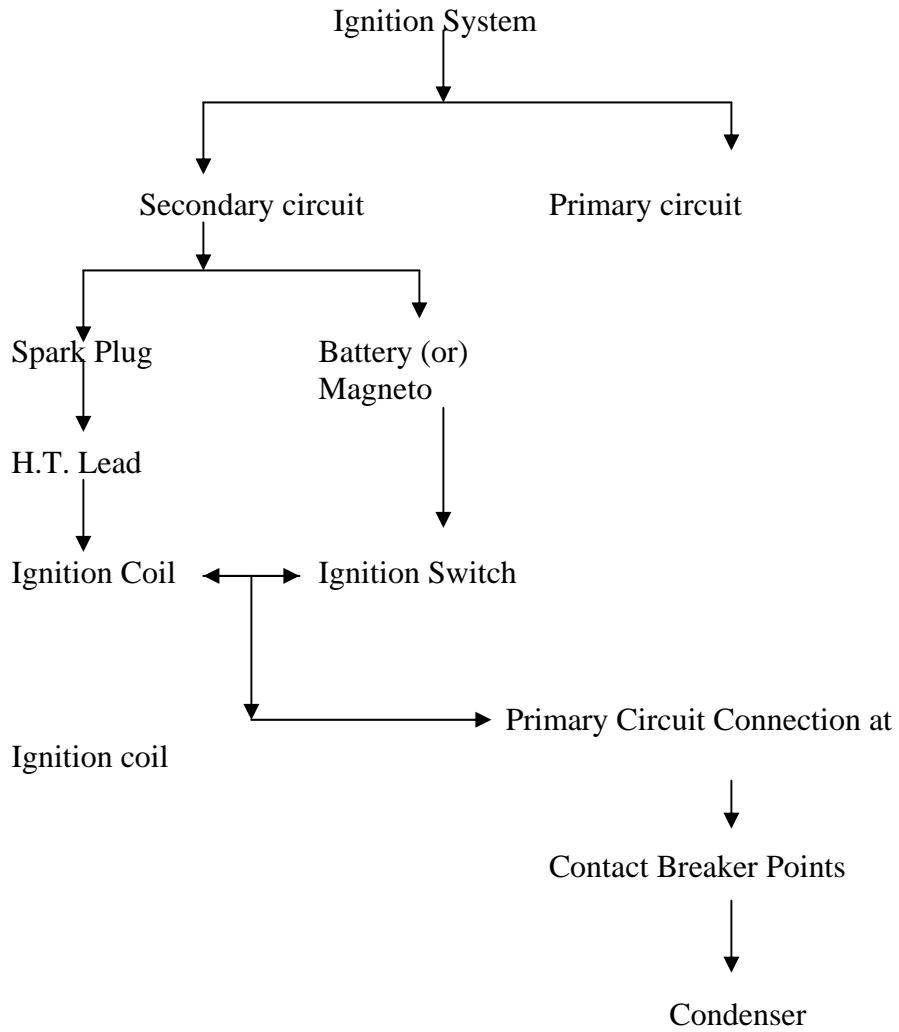 Ignition System
Secondary circuit
Primary circuit
Spark Plug
Battery (or)
Magneto
H.T. Lead
Ignition Coil
Ignition Switch
Primary Circuit Connection at
Ignition coil
Contact Breaker Points
Condenser